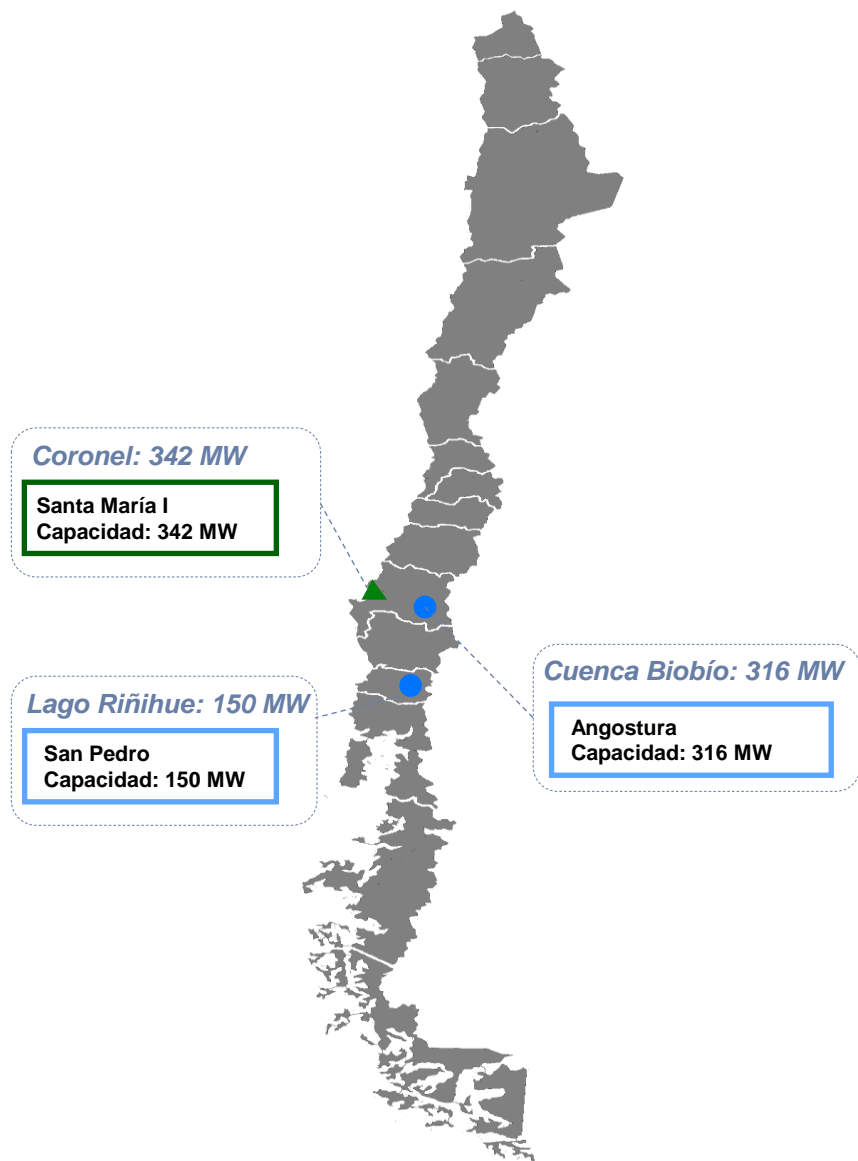 Coronel: 342 MW
Santa María I
Capacidad: 342 MW
Lago Riñihue: 150 MW
San Pedro
Capacidad: 150 MW
Cuenca Biobío: 316 MW
Angostura
Capacidad: 316 MW